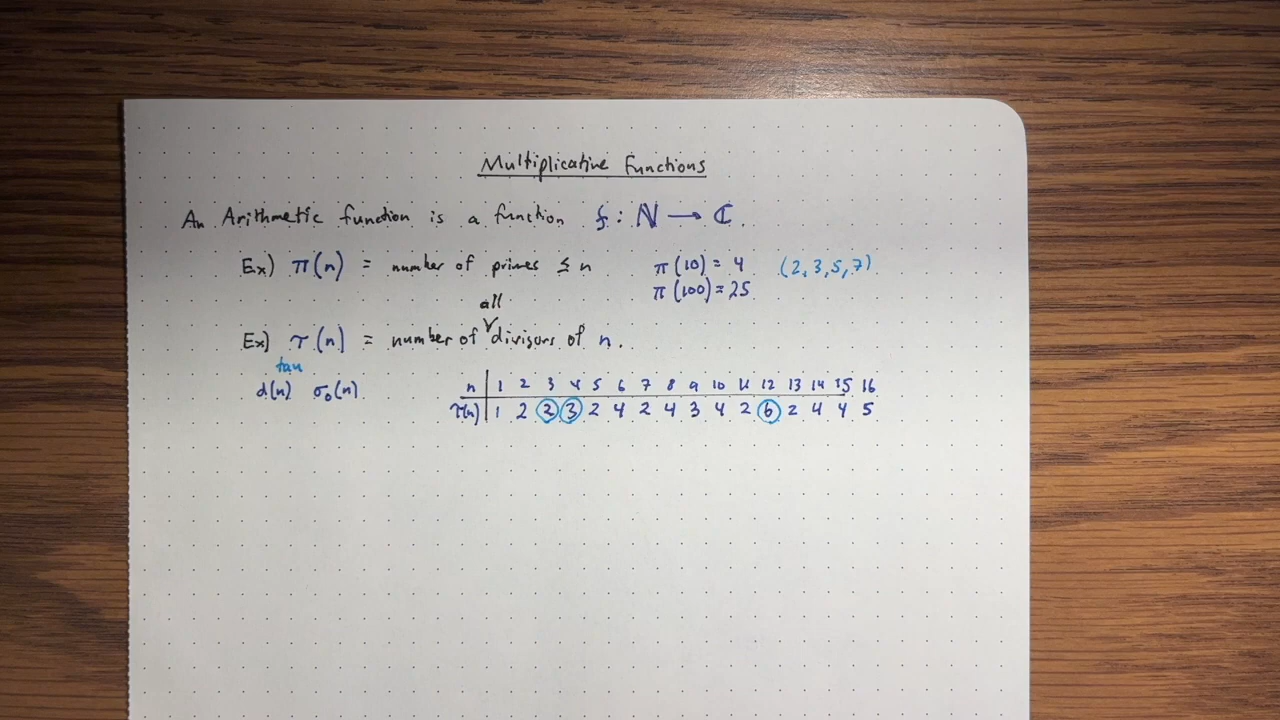 Multiplicative Functions
An Arithmetic function is a function f : ℕ → ℂ.
Ex) π(n) = number of primes ≤ n π(10) = 4 (2, 3, 5, 7)
π(100) = 25
all
Ex) τ(n) = number of divisors of n.
tau
d(n) σ₀(n)
n 1 2 3 4 5 6 7 8 9 10 11 12 13 14 15 16
τ(n) 1 2 2 3 2 4 2 4 3 4 2 6 2 4 4 5